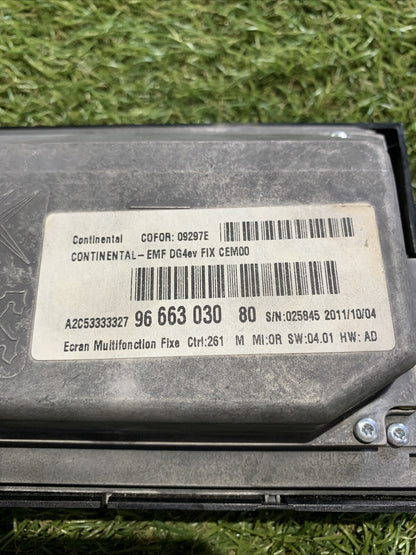 Continental COFOR: 09297E
CONTINENTAL-EMF DG4ev FIX CEM00
A2C53333327 96 663 030 80 S/N:025845 2011/10/04
Ecran Multifonction Fixe Ctrl:261 M MI:OR SW:04.01 HW: AD